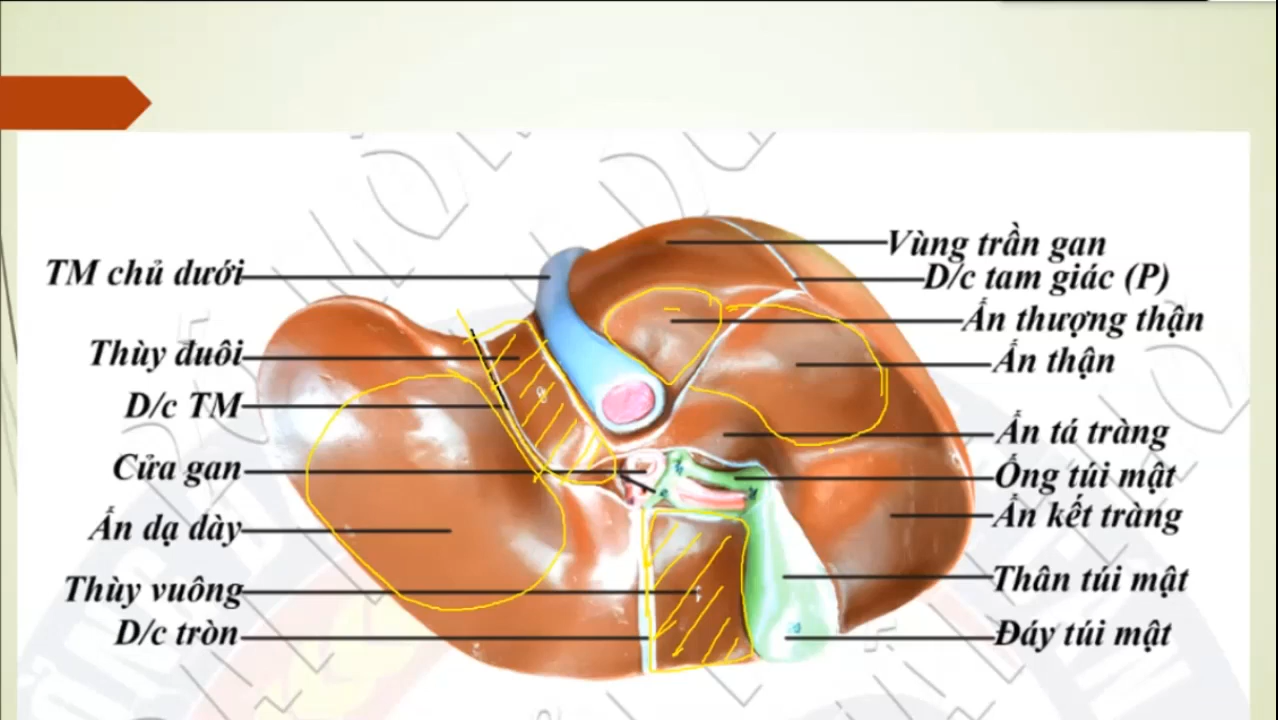 TM chủ dưới
Thùy đuôi
D/c TM
Cửa gan
Ấn dạ dày
Thùy vuông
D/c tròn
Vùng trần gan
D/c tam giác (P)
Ấn thượng thận
Ấn thận
Ấn tá tràng
Ống túi mật
Ấn kết tràng
Thân túi mật
Đáy túi mật